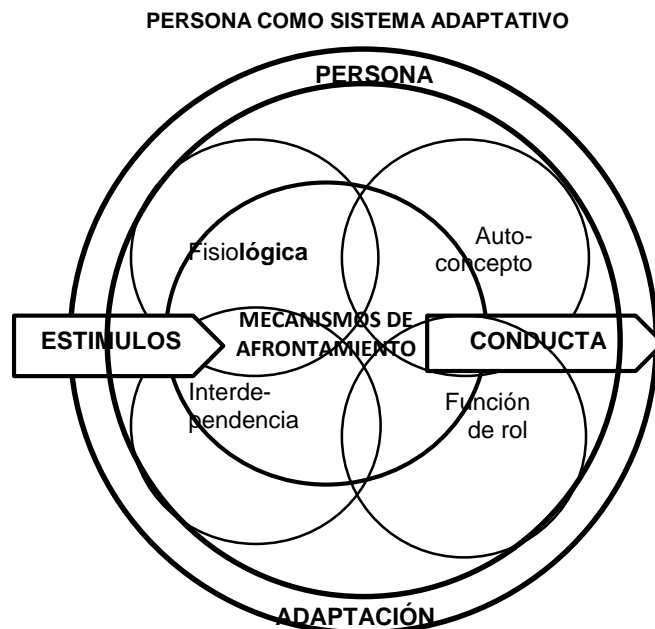 PERSONA COMO SISTEMA ADAPTATIVO
PERSONA
Fisiológica
Auto-
concepto
ESTIMULOS
MECANISMOS DE
AFRONTAMIENTO
CONDUCTA
Interde-
pendencia
Función
de rol
ADAPTACIÓN